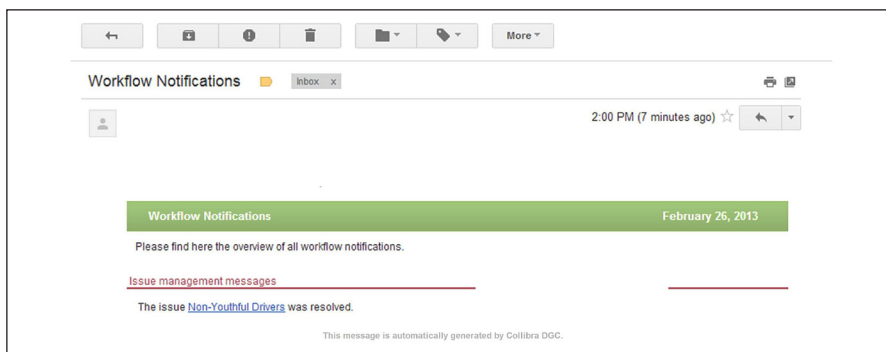 More
Workflow Notifications Inbox x
2:00 PM (7 minutes ago)
Workflow Notifications February 26, 2013
Please find here the overview of all workflow notifications.
Issue management messages
The issue Non-Youthful Drivers was resolved.
This message is automatically generated by Collibra DGC.